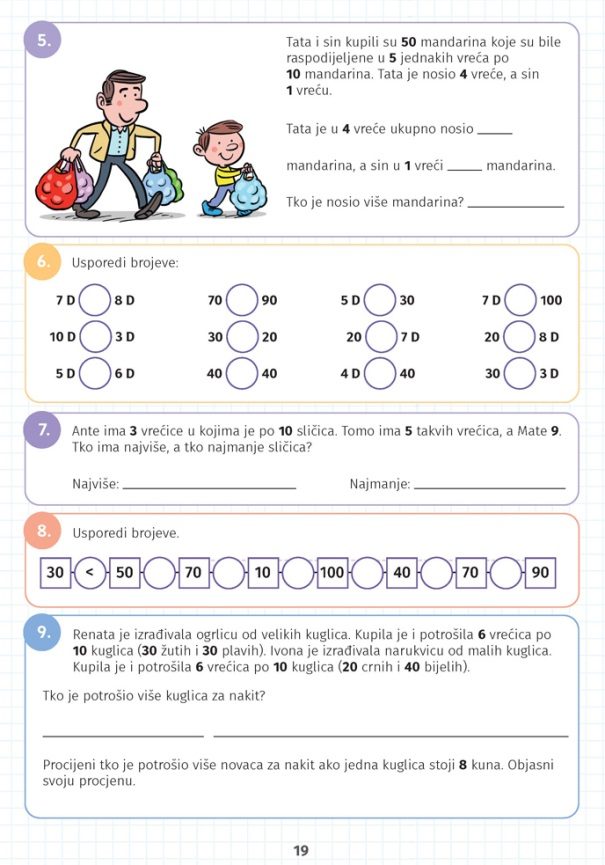 5.
Tata i sin kupili su 50 mandarina koje su bile
raspodijeljene u 5 jednakih vreća po
10 mandarina. Tata je nosio 4 vreće, a sin
1 vreću.
Tata je u 4 vreće ukupno nosio _____
mandarina, a sin u 1 vreći _____ mandarina.
Tko je nosio više mandarina? ______________
6.
Usporedi brojeve:
7 D 8 D 70 90 5 D 30 7 D 100
10 D 3 D 30 20 20 7 D 20 8 D
5 D 6 D 40 40 4 D 40 30 3 D
7.
Ante ima 3 vrećice u kojima je po 10 sličica. Tomo ima 5 takvih vrećica, a Mate 9.
Tko ima najviše, a tko najmanje sličica?
Najviše: _________________________ Najmanje: ______________________
8.
Usporedi brojeve.
30 < 50 70 10 100 40 70 90
9.
Renata je izrađivala ogrlicu od velikih kuglica. Kupila je i potrošila 6 vrećica po
10 kuglica (30 žutih i 30 plavih). Ivona je izrađivala narukvicu od malih kuglica.
Kupila je i potrošila 6 vrećica po 10 kuglica (20 crnih i 40 bijelih).
Tko je potrošio više kuglica za nakit?
Procijeni tko je potrošio više novaca za nakit ako jedna kuglica stoji 8 kuna. Objasni
svoju procjenu.
19